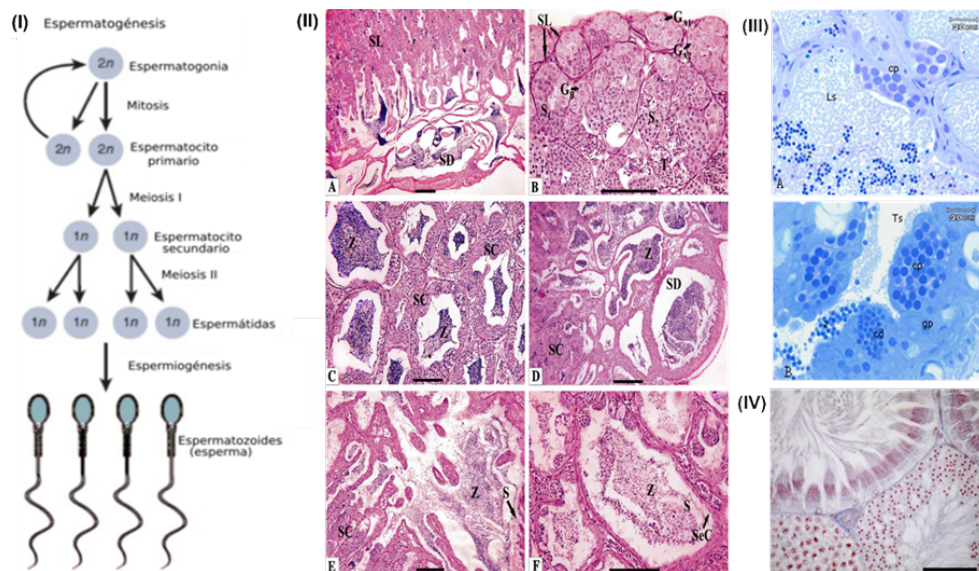 (I)
Espermatogénesis
2n
Espermatogonia
Mitosis
2n
2n
Espermatocito
primario
Meiosis I
1n
1n
Espermatocito
secundario
Meiosis II
1n
1n
1n
1n
Espermátidas
Espermiogénesis
Espermatozoides
(esperma)
(II)
SL
SD
A
SL
S
T
B
Z
SC
SC
Z
C
Z
SD
SC
D
Z
S
SC
E
Z
S
SeC
F
(III)
cp
Ls
A
Ts
cp
cd
gp
B
(IV)